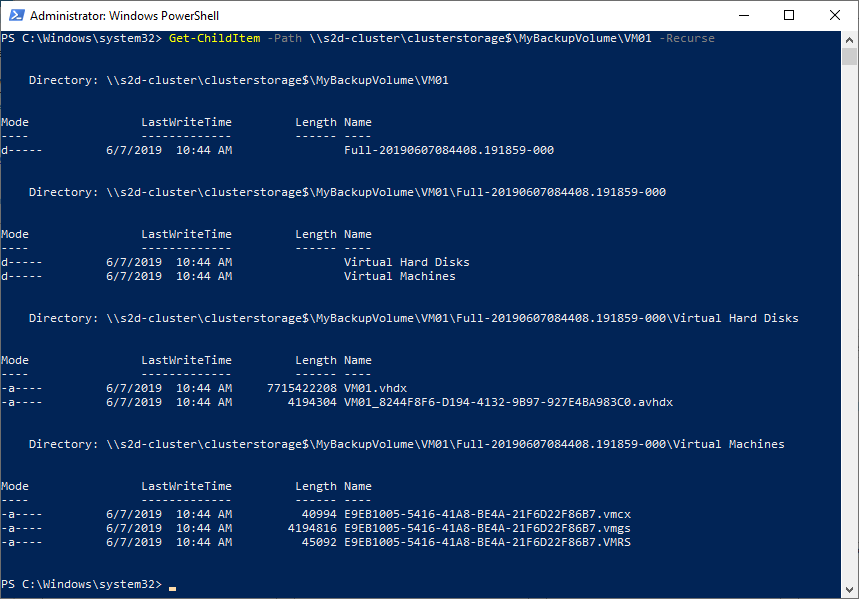 Administrator: Windows PowerShell
PS C:\Windows\system32> Get-ChildItem -Path \\s2d-cluster\clusterstorage$\MyBackupVolume\VM01 -Recurse
Directory: \\s2d-cluster\clusterstorage$\MyBackupVolume\VM01
Mode LastWriteTime Length Name
---- ------------- ------ ----
d----- 6/7/2019 10:44 AM Full-20190607084408.191859-000
Directory: \\s2d-cluster\clusterstorage$\MyBackupVolume\VM01\Full-20190607084408.191859-000
Mode LastWriteTime Length Name
---- ------------- ------ ----
d----- 6/7/2019 10:44 AM Virtual Hard Disks
d----- 6/7/2019 10:44 AM Virtual Machines
Directory: \\s2d-cluster\clusterstorage$\MyBackupVolume\VM01\Full-20190607084408.191859-000\Virtual Hard Disks
Mode LastWriteTime Length Name
---- ------------- ------ ----
-a---- 6/7/2019 10:44 AM 7715422208 VM01.vhdx
-a---- 6/7/2019 10:44 AM 4194304 VM01_8244F8F6-D194-4132-9B97-927E4BA983C0.avhdx
Directory: \\s2d-cluster\clusterstorage$\MyBackupVolume\VM01\Full-20190607084408.191859-000\Virtual Machines
Mode LastWriteTime Length Name
---- ------------- ------ ----
-a---- 6/7/2019 10:44 AM 40994 E9EB1005-5416-41A8-BE4A-21F6D22F86B7.vmcx
-a---- 6/7/2019 10:44 AM 4194816 E9EB1005-5416-41A8-BE4A-21F6D22F86B7.vmgs
-a---- 6/7/2019 10:44 AM 45092 E9EB1005-5416-41A8-BE4A-21F6D22F86B7.VMRS
PS C:\Windows\system32>